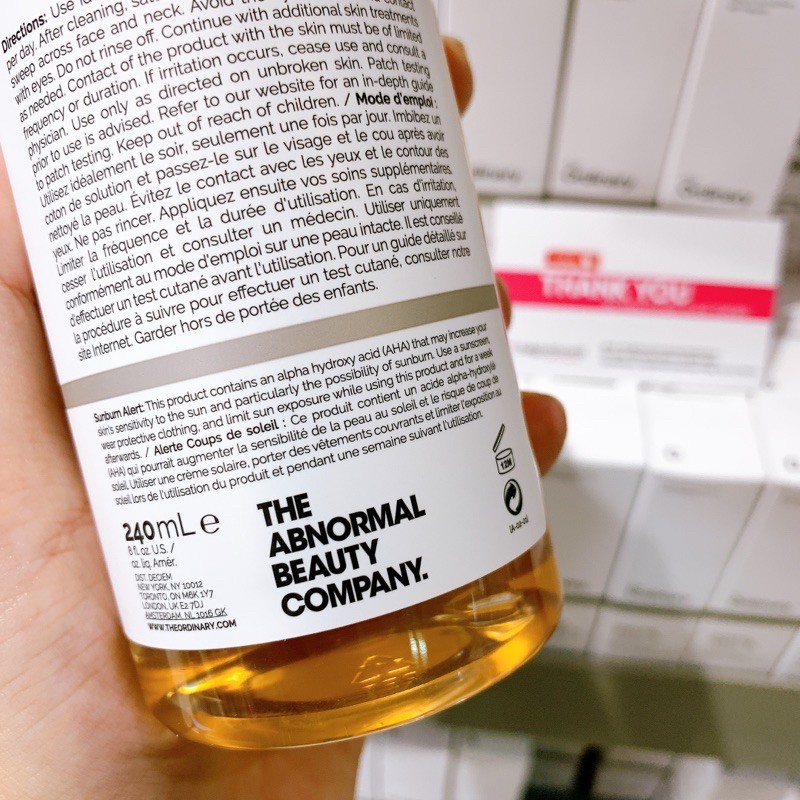 Directions: Use
per day. After cleaning,
sweep across face and neck. Avoid the contact
with eyes. Do not rinse off. Continue with additional skin treatments
as needed. Contact of the product with the skin must be of limited
frequency or duration. If irritation occurs, cease use and consult a
physician. Use only as directed on unbroken skin. Patch testing
prior to use is advised. Refer to our website for an in-depth guide
to patch testing. Keep out of reach of children. / Mode d'emploi :
Utilisez idéalement le soir, seulement une fois par jour. Imbibez un
coton de solution et passez-le sur le visage et le cou après avoir
nettoyé la peau. Évitez le contact avec les yeux et le contour des
yeux. Ne pas rincer. Appliquez ensuite vos soins supplémentaires.
Limiter la fréquence et la durée d'utilisation. En cas d'irritation,
cesser l'utilisation et consulter un médecin. Utiliser uniquement
conformément au mode d'emploi sur une peau intacte. Il est conseillé
d'effectuer un test cutané avant l'utilisation. Pour un guide détaillé sur
la procédure à suivre pour effectuer un test cutané, consulter notre
site Internet. Garder hors de portée des enfants.
Sunburn Alert: This product contains an alpha hydroxy acid (AHA) that may increase your
skin's sensitivity to the sun and particularly the possibility of sunburn. Use a sunscreen,
wear protective clothing, and limit sun exposure while using this product and for a week
afterwards. / Alerte Coups de soleil : Ce produit contient un acide alpha-hydroxylé
(AHA) qui pourrait augmenter la sensibilité de la peau au soleil et le risque de coup de
soleil. Utiliser une crème solaire, porter des vêtements couvrants et limiter l'exposition au
soleil lors de l'utilisation du produit et pendant une semaine suivant l'utilisation.
240 mL e
8 fl. oz. U.S. /
oz. liq. Amér.
DIST. DECIEM
NEW YORK, NY 10012
TORONTO, ON M6K 1Y7
LONDON, UK E2 7DJ
AMSTERDAM, NL 1016 GK
WWW.THEORDINARY.COM
THE
ABNORMAL
BEAUTY
COMPANY.
12M
THANK YOU